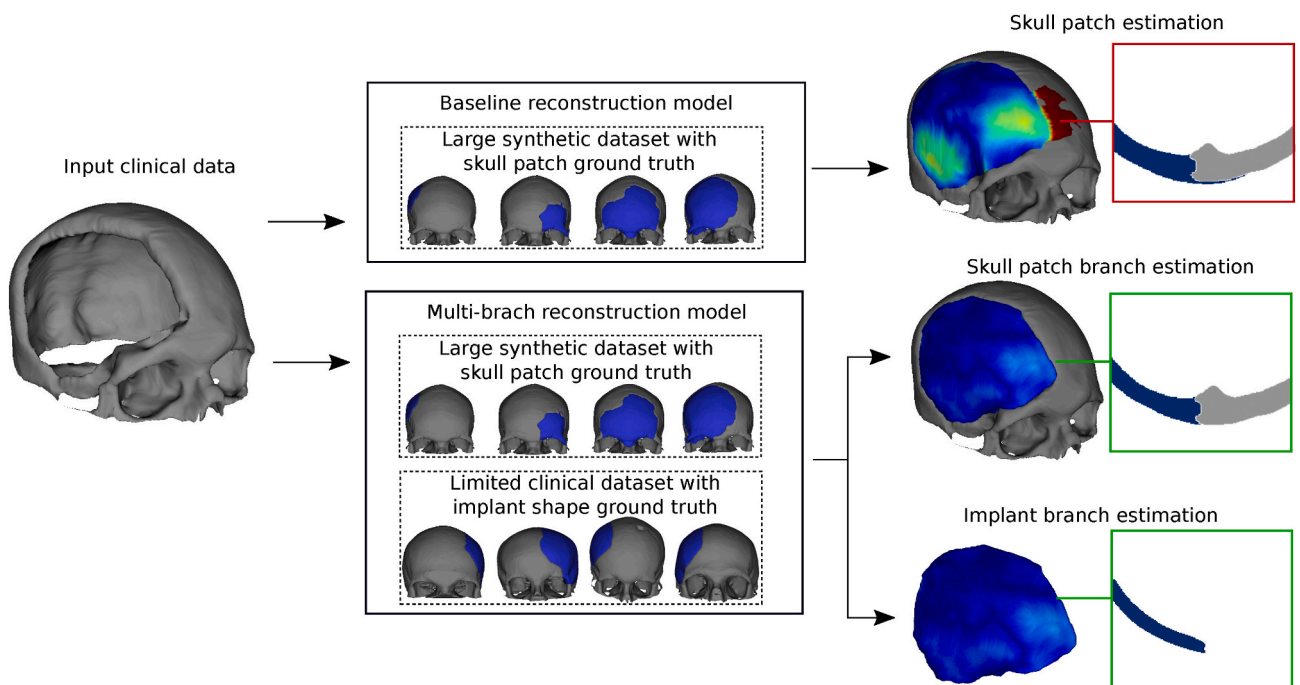 Input clinical data
Baseline reconstruction model
Large synthetic dataset with
skull patch ground truth
Multi-brach reconstruction model
Large synthetic dataset with
skull patch ground truth
Limited clinical dataset with
implant shape ground truth
Skull patch estimation
Skull patch branch estimation
Implant branch estimation